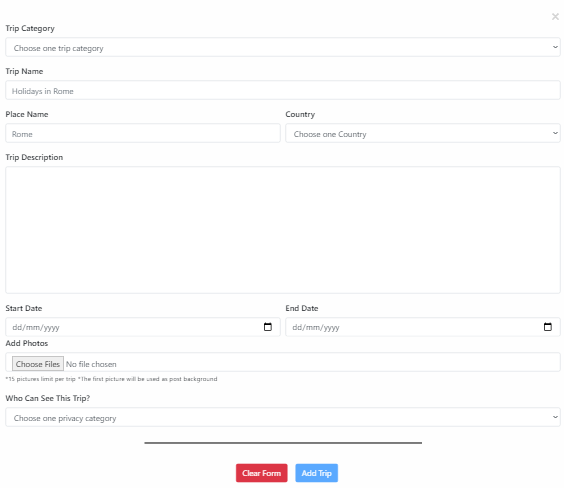 ×
Trip Category
Choose one trip category
Trip Name
Holidays in Rome
Place Name Country
Rome Choose one Country
Trip Description
Start Date End Date
dd/mm/yyyy dd/mm/yyyy
Add Photos
Choose Files No file chosen
*15 pictures limit per trip *The first picture will be used as post background
Who Can See This Trip?
Choose one privacy category
Clear Form Add Trip